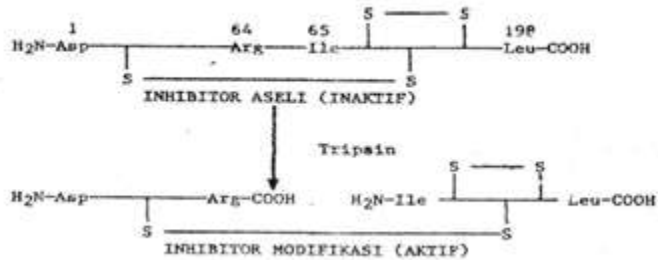 S S
1 64 65 198
H₂N-Asp Arg Ile Leu-COOH
S S
INHIBITOR ASELI (INAKTIF)
Tripsin
S S
H₂N-Asp Arg-COOH H₂N-Ile Leu-COOH
S S
INHIBITOR MODIFIKASI (AKTIF)